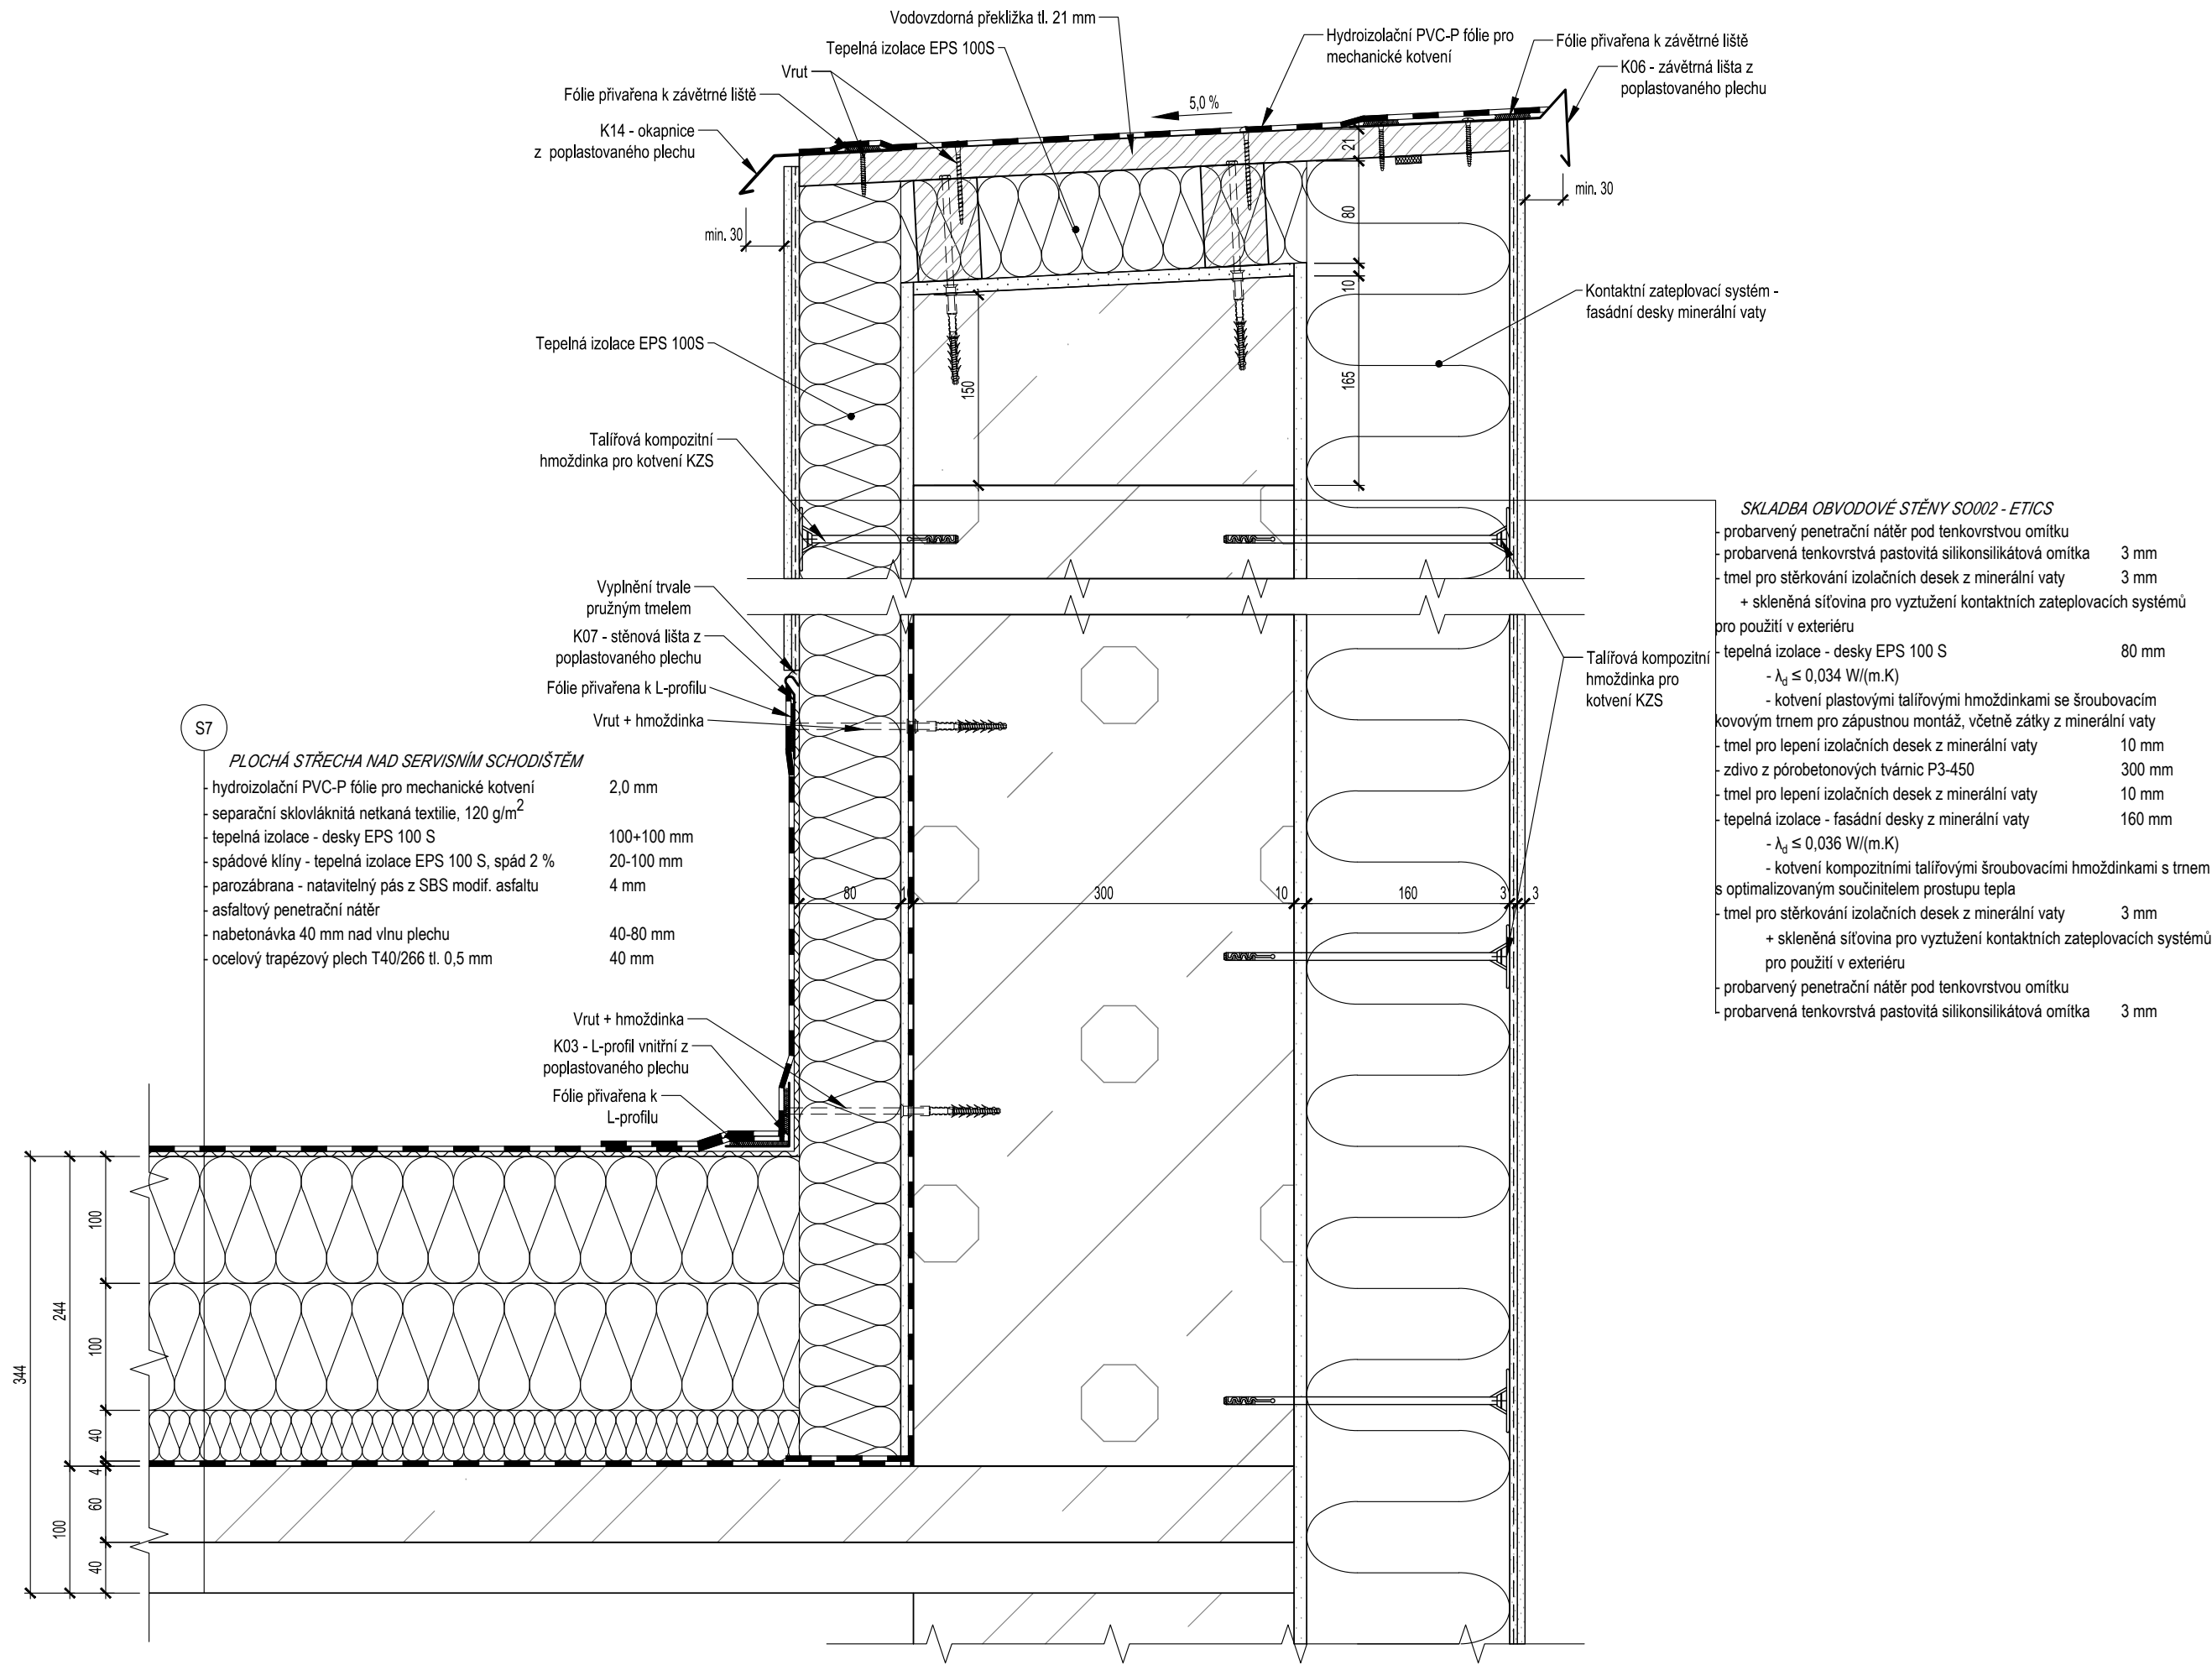 Vodovzdorná překližka tl. 21 mm
Tepelná izolace EPS 100S
Vrut
Fólie přivařena k závětrné liště
K14 - okapnice
z poplastovaného plechu
Hydroizolační PVC-P fólie pro
mechanické kotvení
Fólie přivařena k závětrné liště
K06 - závětrná lišta z
poplastovaného plechu
5,0 %
21
min. 30
min. 30
80
10
165
150
Kontaktní zateplovací systém -
fasádní desky minerální vaty
Tepelná izolace EPS 100S
Talířová kompozitní
hmoždinka pro kotvení KZS
Vyplnění trvale
pružným tmelem
K07 - stěnová lišta z
poplastovaného plechu
Fólie přivařena k L-profilu
Vrut + hmoždinka
Talířová kompozitní
hmoždinka pro
kotvení KZS
SKLADBA OBVODOVÉ STĚNY SO002 - ETICS
- probarvený penetrační nátěr pod tenkovrstvou omítku
- probarvená tenkovrstvá pastovitá silikonsilikátová omítka 3 mm
- tmel pro stěrkování izolačních desek z minerální vaty 3 mm
+ skleněná síťovina pro vyztužení kontaktních zateplovacích systémů
pro použití v exteriéru
- tepelná izolace - desky EPS 100 S 80 mm
- λd ≤ 0,034 W/(m.K)
- kotvení plastovými talířovými hmoždinkami se šroubovacím
kovovým trnem pro zápustnou montáž, včetně zátky z minerální vaty
- tmel pro lepení izolačních desek z minerální vaty 10 mm
- zdivo z pórobetonových tvárnic P3-450 300 mm
- tmel pro lepení izolačních desek z minerální vaty 10 mm
- tepelná izolace - fasádní desky z minerální vaty 160 mm
- λd ≤ 0,036 W/(m.K)
- kotvení kompozitními talířovými šroubovacími hmoždinkami s trnem
s optimalizovaným součinitelem prostupu tepla
- tmel pro stěrkování izolačních desek z minerální vaty 3 mm
+ skleněná síťovina pro vyztužení kontaktních zateplovacích systémů
pro použití v exteriéru
- probarvený penetrační nátěr pod tenkovrstvou omítku
- probarvená tenkovrstvá pastovitá silikonsilikátová omítka 3 mm
S7
PLOCHÁ STŘECHA NAD SERVISNÍM SCHODIŠTĚM
- hydroizolační PVC-P fólie pro mechanické kotvení 2,0 mm
- separační sklovláknitá netkaná textilie, 120 g/m2
- tepelná izolace - desky EPS 100 S 100+100 mm
- spádové klíny - tepelná izolace EPS 100 S, spád 2 % 20-100 mm
- parozábrana - natavitelný pás z SBS modif. asfaltu 4 mm
- asfaltový penetrační nátěr
- nabetonávka 40 mm nad vlnu plechu 40-80 mm
- ocelový trapézový plech T40/266 tl. 0,5 mm 40 mm
80
300
10
160
3
3
Vrut + hmoždinka
K03 - L-profil vnitřní z
poplastovaného plechu
Fólie přivařena k
L-profilu
344
244
100
100
100
40
4
60
40